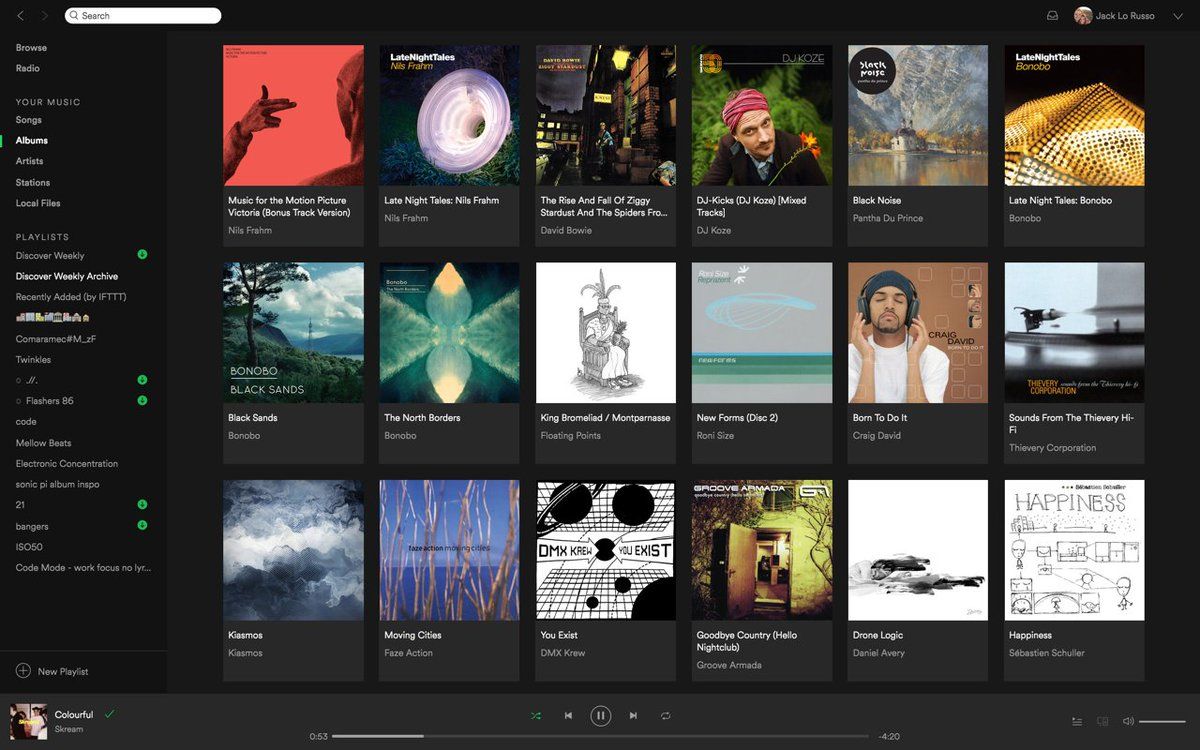 Search
Jack Lo Russo
Browse
Radio
YOUR MUSIC
Songs
Albums
Artists
Stations
Local Files
PLAYLISTS
Discover Weekly
Discover Weekly Archive
Recently Added (by IFTTT)
Comaramec#M_zF
Twinkles
○ .//.
○ Flashers 86
code
Mellow Beats
Electronic Concentration
sonic pi album inspo
21
bangers
ISO50
Code Mode - work focus no lyr...
New Playlist
Music for the Motion Picture
Victoria (Bonus Track Version)
Nils Frahm
LateNightTales
Nils Frahm
Late Night Tales: Nils Frahm
Nils Frahm
DAVID BOWIE
ZIGGY STARDUST
The Rise And Fall Of Ziggy
Stardust And The Spiders Fro...
David Bowie
DJ KOZE
DJ-Kicks (DJ Koze) [Mixed
Tracks]
DJ Koze
black
noise
pantha du prince
Black Noise
Pantha Du Prince
LateNightTales
Bonobo
Late Night Tales: Bonobo
Bonobo
BONOBO
BLACK SANDS
Black Sands
Bonobo
Bonobo
The North Borders
The North Borders
Bonobo
King Bromeliad / Montparnasse
Floating Points
Roni Size
Reprazent
newforms
New Forms (Disc 2)
Roni Size
CRAIG
DAVID
BORN TO DO IT
Born To Do It
Craig David
THIEVERY
CORPORATION
sounds from the Thievery hi-fi
Sounds From The Thievery Hi-
Fi
Thievery Corporation
Kiasmos
Kiasmos
faze action moving cities
Moving Cities
Faze Action
DMX KREW YOU EXIST
You Exist
DMX Krew
GROOVE ARMADA
goodbye country (hello nightclub)
Goodbye Country (Hello
Nightclub)
Groove Armada
Drone Logic
Daniel Avery
Sébastien Schuller
HAPPINESS
Happiness
Sébastien Schuller
Skream
Colourful
Skream
0:53
-4:20